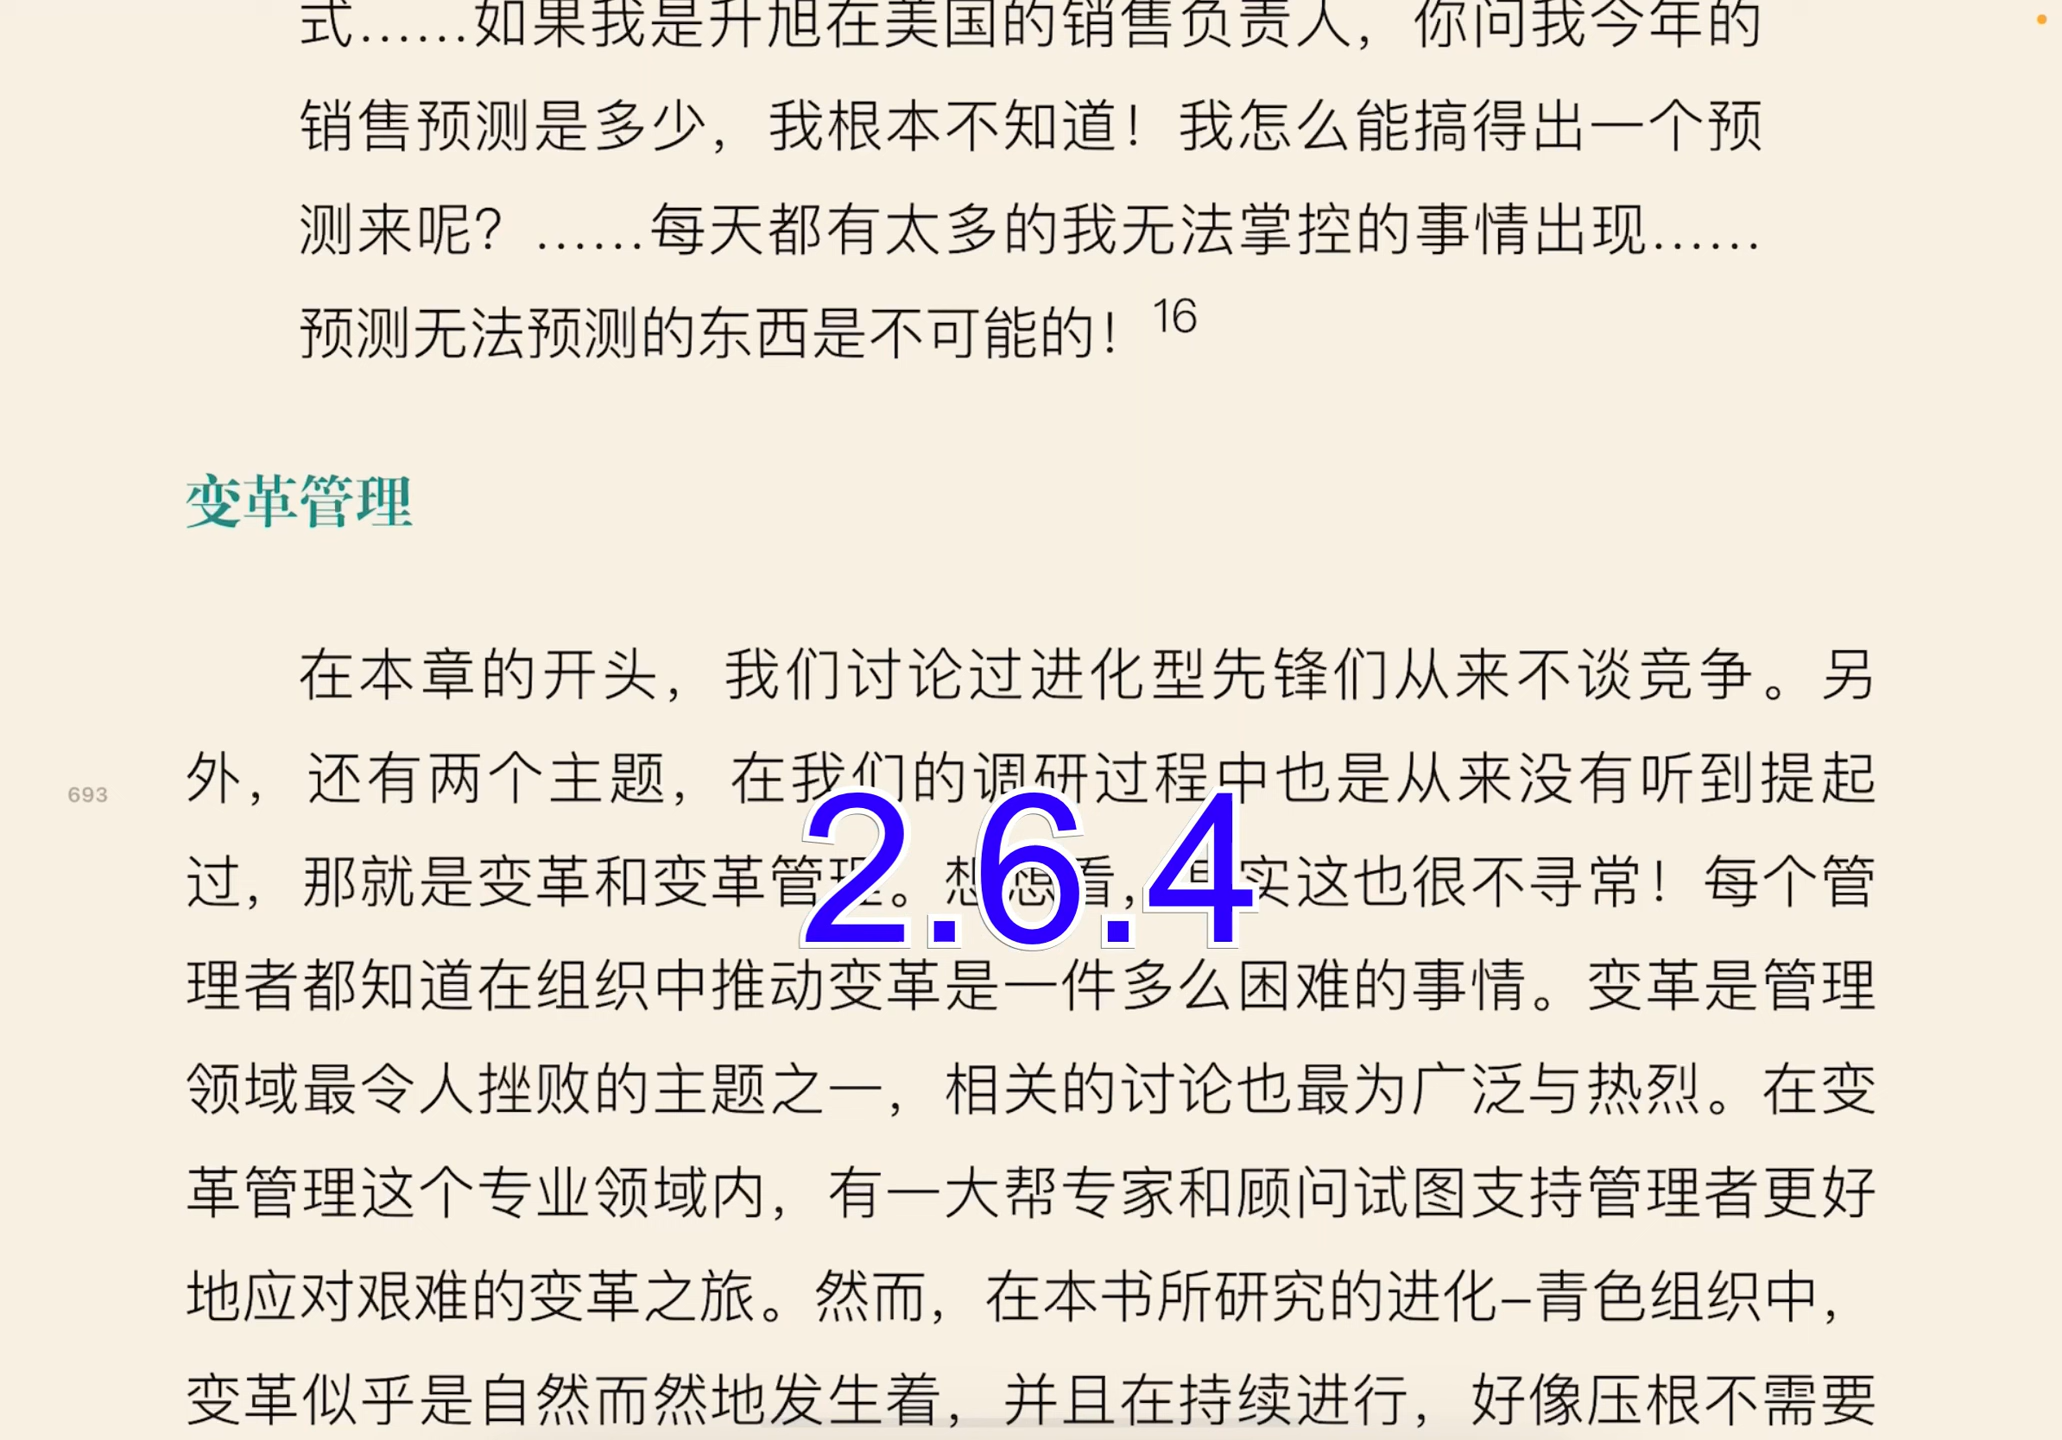 式……如果我是升旭在美国的销售负责人，你问我今年的
销售预测是多少，我根本不知道！我怎么能搞得出一个预
测来呢？……每天都有太多的我无法掌控的事情出现……
预测无法预测的东西是不可能的！16
变革管理
在本章的开头，我们讨论过进化型先锋们从来不谈竞争。另
外，还有两个主题，在我们的调研过程中也是从来没有听到提起
693
过，那就是变革和变革管理。想想看，其实这也很不寻常！每个管
2.6.4
理者都知道在组织中推动变革是一件多么困难的事情。变革是管理
领域最令人挫败的主题之一，相关的讨论也最为广泛与热烈。在变
革管理这个专业领域内，有一大帮专家和顾问试图支持管理者更好
地应对艰难的变革之旅。然而，在本书所研究的进化–青色组织中，
变革似乎是自然而然地发生着，并且在持续进行，好像压根不需要